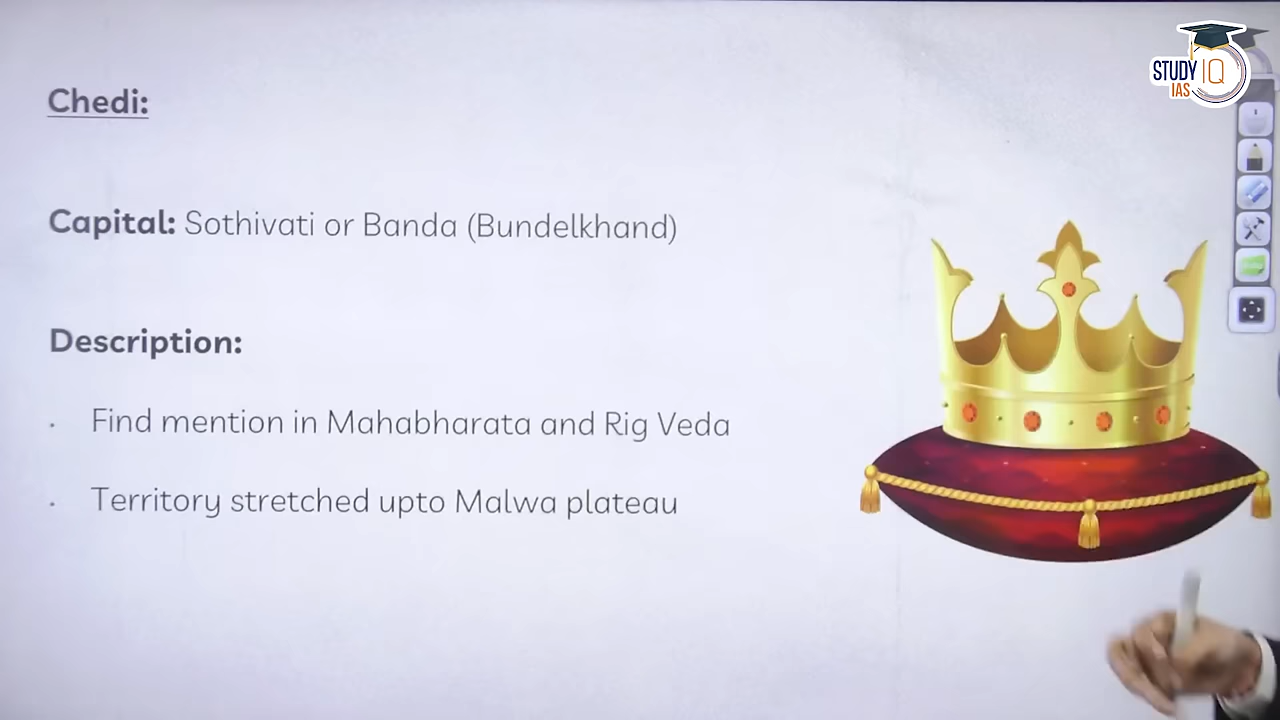 STUDY IQ
IAS
Chedi:
Capital: Sothivati or Banda (Bundelkhand)
Description:
· Find mention in Mahabharata and Rig Veda
· Territory stretched upto Malwa plateau